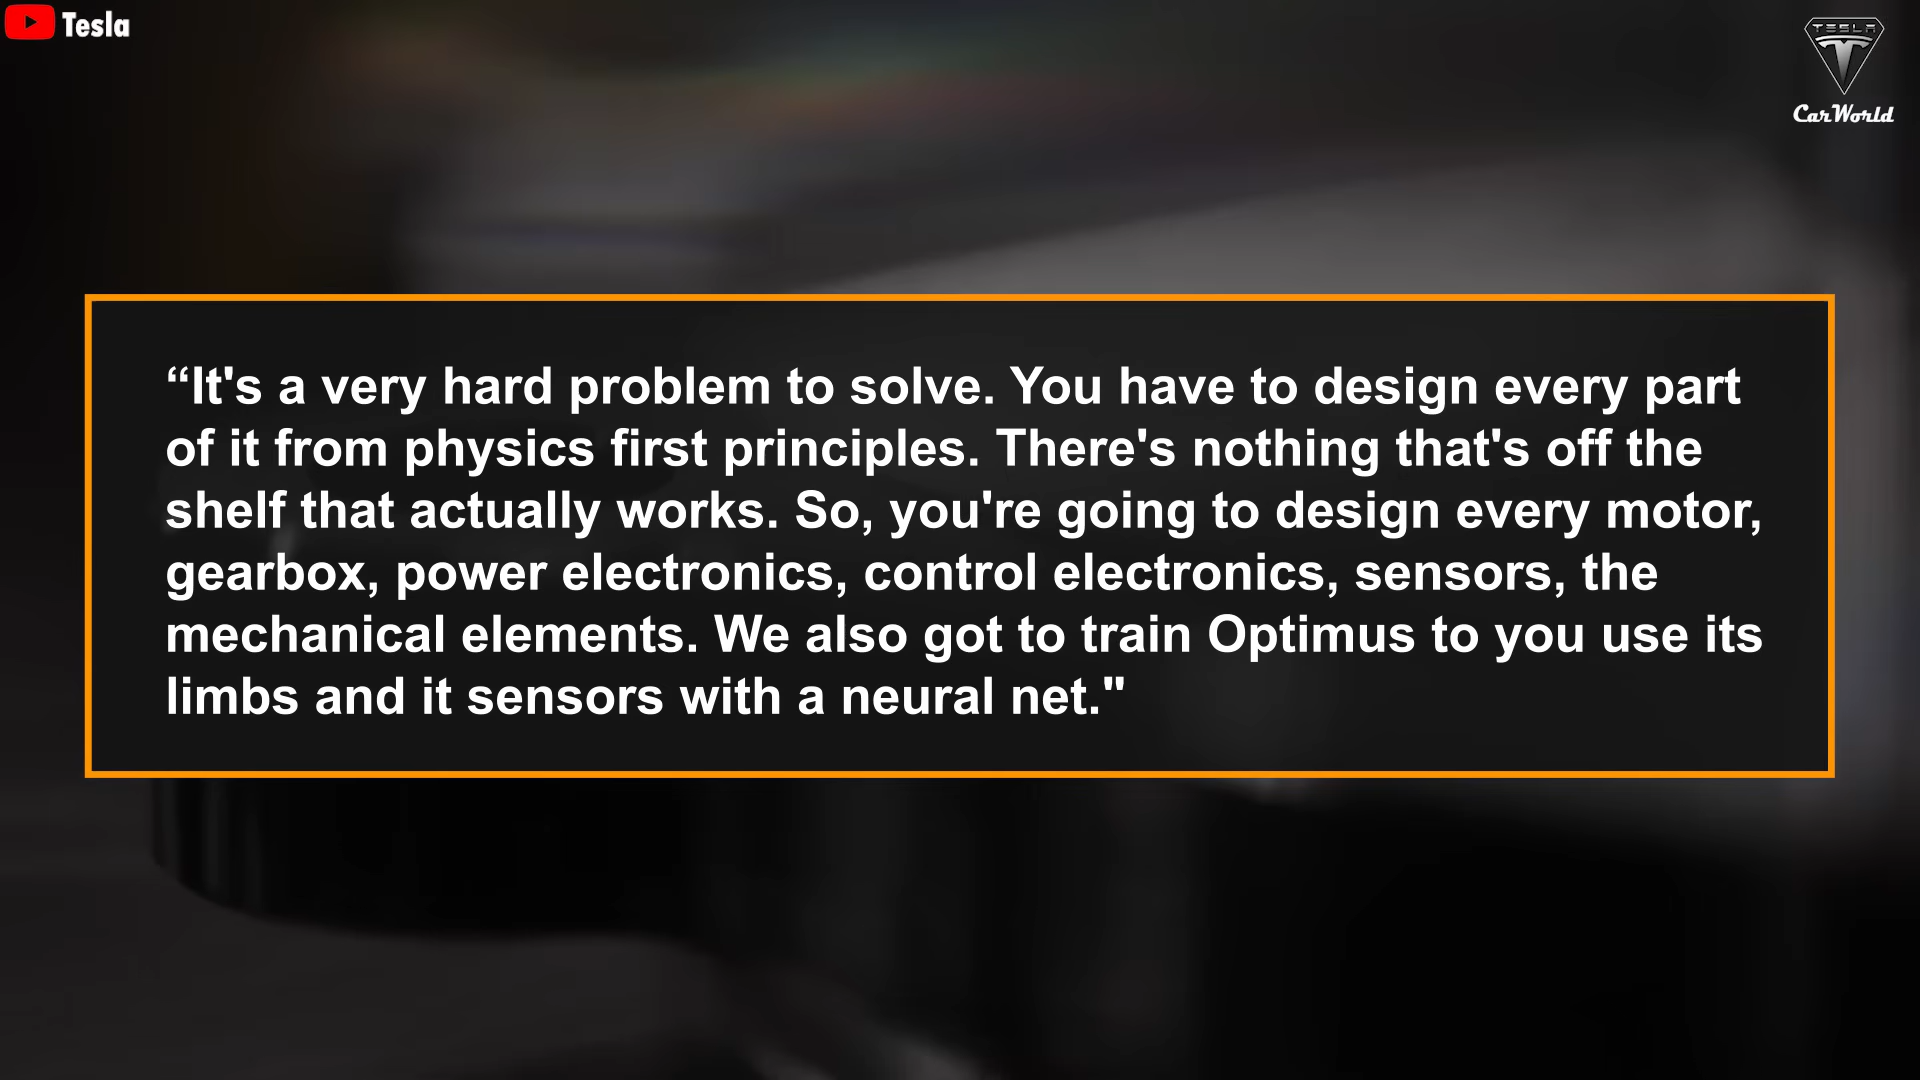 Tesla
TESLA
CarWorld
“It's a very hard problem to solve. You have to design every part
of it from physics first principles. There's nothing that's off the
shelf that actually works. So, you're going to design every motor,
gearbox, power electronics, control electronics, sensors, the
mechanical elements. We also got to train Optimus to you use its
limbs and it sensors with a neural net."